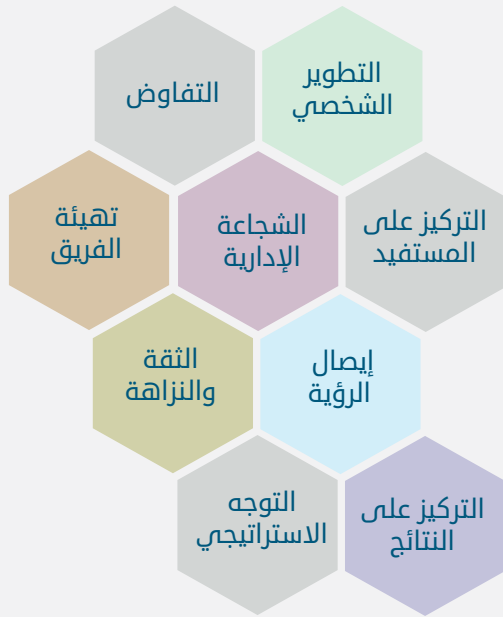 التطوير
الشخصي
التفاوض
التركيز على
المستفيد
الشجاعة
الإدارية
تهيئة
الفريق
إيصال
الرؤية
الثقة
والنزاهة
التركيز على
النتائج
التوجه
الاستراتيجي